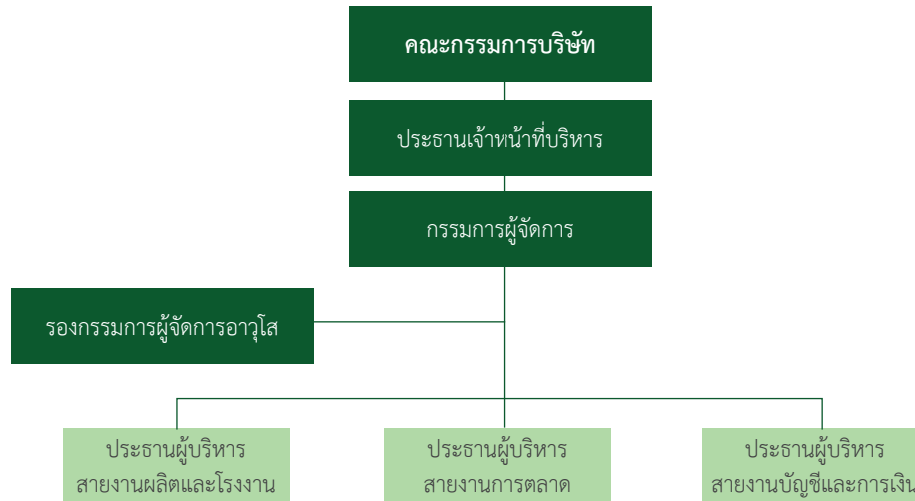 คณะกรรมการบริษัท
ประธานเจ้าหน้าที่บริหาร
กรรมการผู้จัดการ
รองกรรมการผู้จัดการอาวุโส
ประธานผู้บริหาร
สายงานผลิตและโรงงาน
ประธานผู้บริหาร
สายงานการตลาด
ประธานผู้บริหาร
สายงานบัญชีและการเงิน